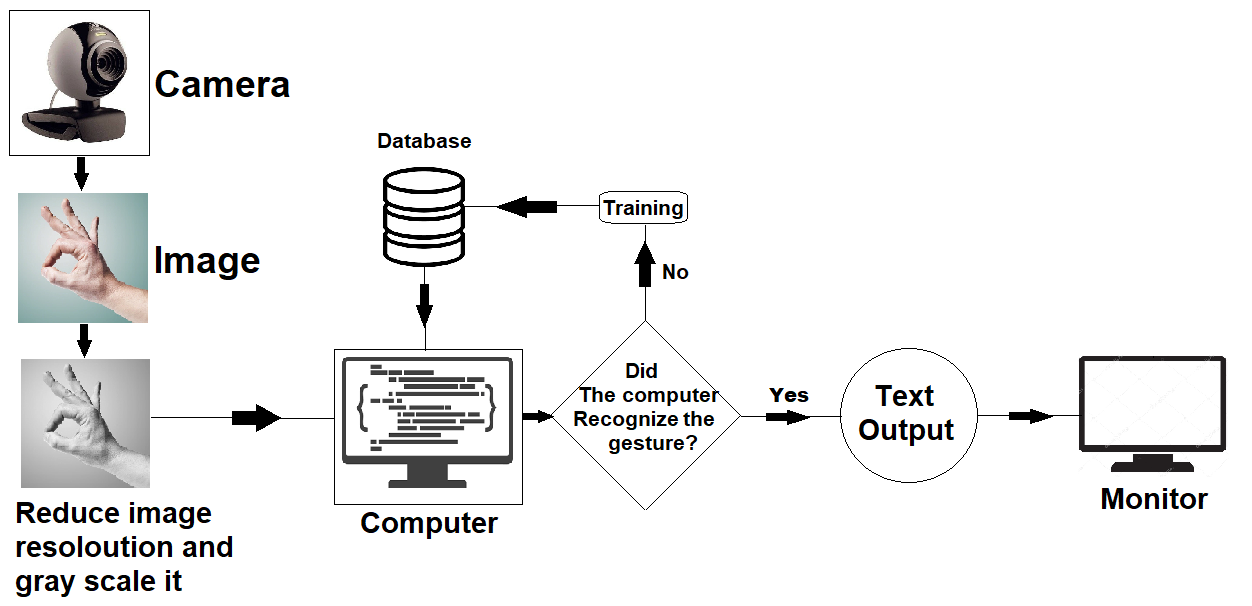 Camera
Image
Reduce image
resoloution and
gray scale it
Database
Training
No
Computer
Did
The computer
Recognize the
gesture?
Yes
Text
Output
Monitor